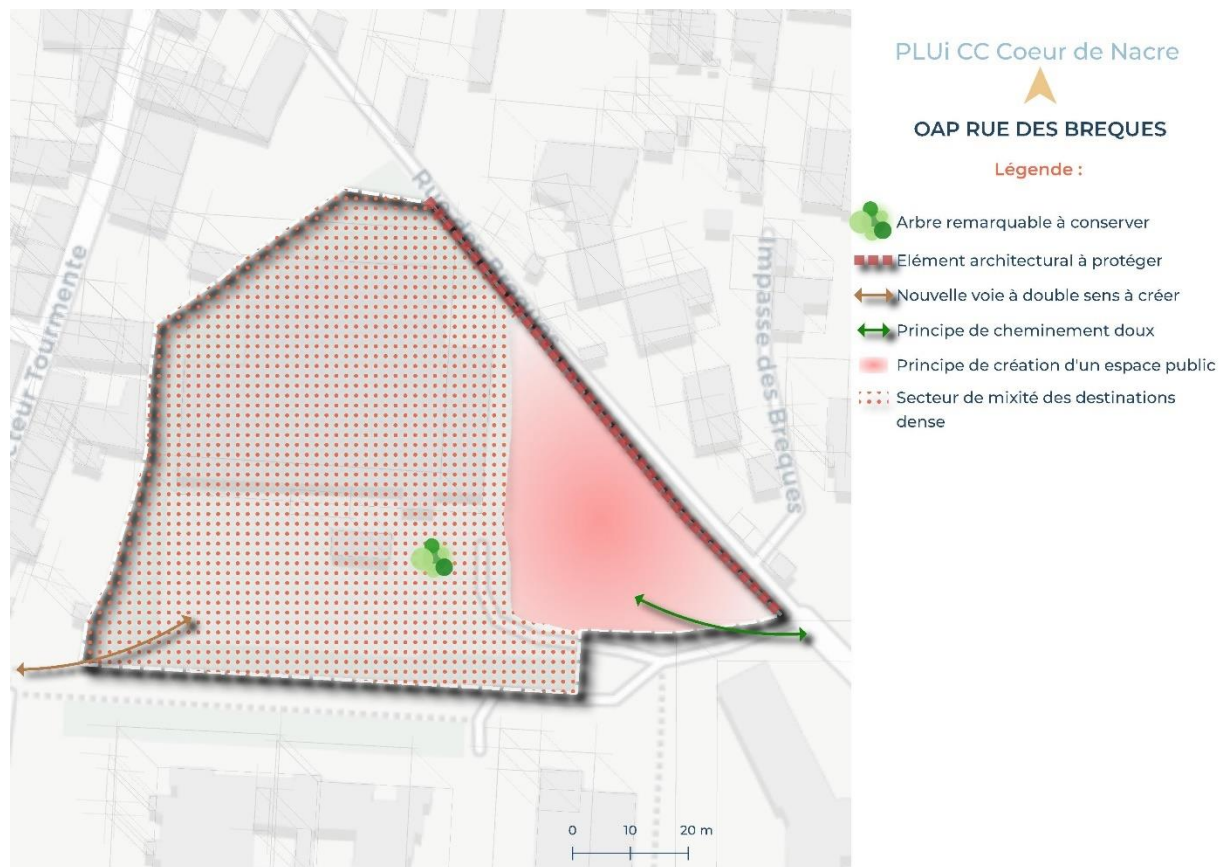 PLUi CC Coeur de Nacre
OAP RUE DES BREQUES
Légende :
Arbre remarquable à conserver
Elément architectural à protéger
Nouvelle voie à double sens à créer
Principe de cheminement doux
Principe de création d'un espace public
Secteur de mixité des destinations
dense
Impasse des Breques
cteur Tourmente
0 10 20 m